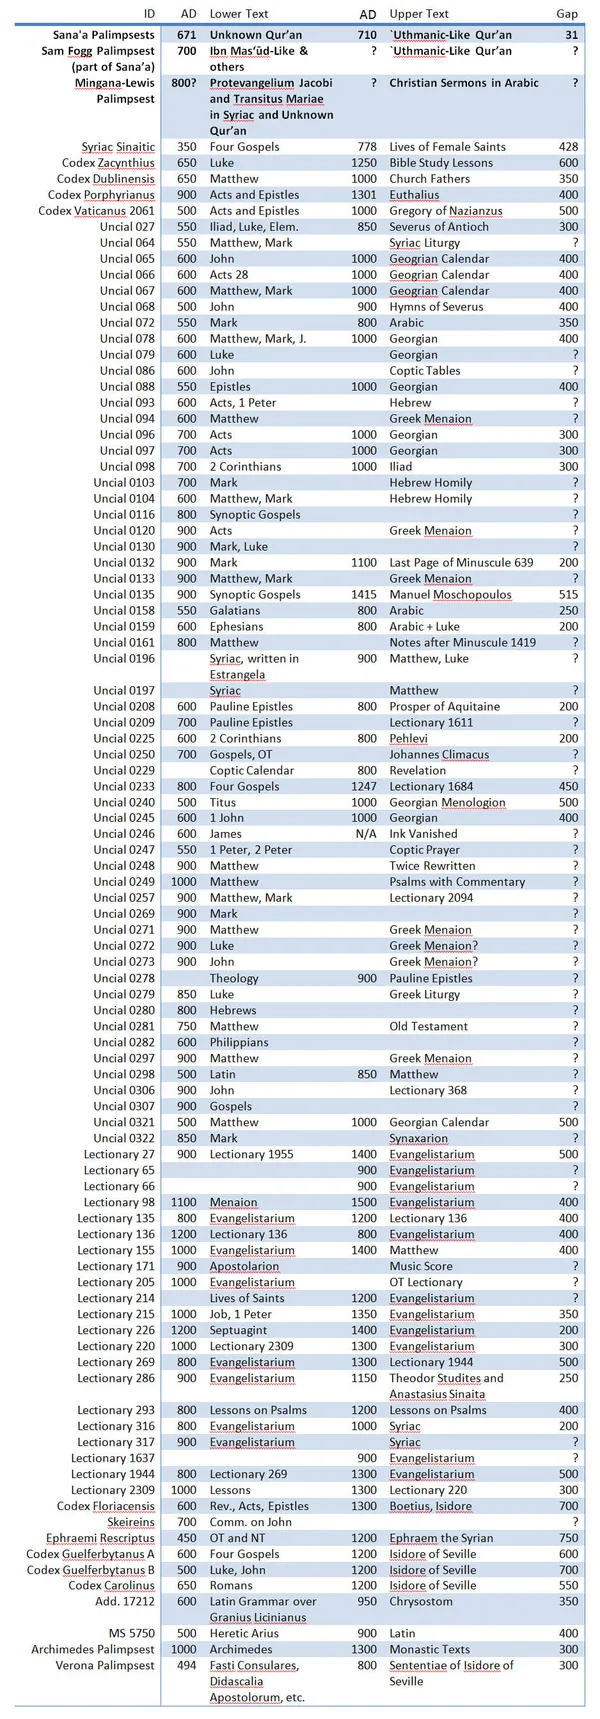 ID AD Lower Text AD Upper Text Gap
Sana'a Palimpsests 671 Unknown Qur'an 710 `Uthmanic-Like Qur'an 31
Sam Fogg Palimpsest 700 Ibn Mas'ūd-Like & ? `Uthmanic-Like Qur'an ?
(part of Sana'a) others
Mingana-Lewis 800? Protevangelium Jacobi ? Christian Sermons in Arabic ?
Palimpsest and Transitus Mariae
in Syriac and Unknown
Qur'an
Syriac Sinaitic 350 Four Gospels 778 Lives of Female Saints 428
Codex Zacynthius 650 Luke 1250 Bible Study Lessons 600
Codex Dublinensis 650 Matthew 1000 Church Fathers 350
Codex Porphyrianus 900 Acts and Epistles 1301 Euthalius 400
Codex Vaticanus 2061 500 Acts and Epistles 1000 Gregory of Nazianzus 500
Uncial 027 550 Iliad, Luke, Elem. 850 Severus of Antioch 300
Uncial 064 550 Matthew, Mark Syriac Liturgy ?
Uncial 065 600 John 1000 Geogrian Calendar 400
Uncial 066 600 Acts 28 1000 Geogrian Calendar 400
Uncial 067 600 Matthew, Mark 1000 Geogrian Calendar 400
Uncial 068 500 John 900 Hymns of Severus 400
Uncial 072 550 Mark 800 Arabic 350
Uncial 078 600 Matthew, Mark, J. 1000 Georgian 400
Uncial 079 600 Luke Georgian ?
Uncial 086 600 John Coptic Tables ?
Uncial 088 550 Epistles 1000 Georgian 400
Uncial 093 600 Acts, 1 Peter Hebrew ?
Uncial 094 600 Matthew Greek Menaion ?
Uncial 096 700 Acts 1000 Georgian 300
Uncial 097 700 Acts 1000 Georgian 300
Uncial 098 700 2 Corinthians 1000 Iliad 300
Uncial 0103 700 Mark Hebrew Homily ?
Uncial 0104 600 Matthew, Mark Hebrew Homily ?
Uncial 0116 800 Synoptic Gospels ?
Uncial 0120 900 Acts Greek Menaion ?
Uncial 0130 900 Mark, Luke ?
Uncial 0132 900 Mark 1100 Last Page of Minuscule 639 200
Uncial 0133 900 Matthew, Mark Greek Menaion ?
Uncial 0135 900 Synoptic Gospels 1415 Manuel Moschopoulos 515
Uncial 0158 550 Galatians 800 Arabic 250
Uncial 0159 600 Ephesians 800 Arabic + Luke 200
Uncial 0161 800 Matthew Notes after Minuscule 1419 ?
Uncial 0196 Syriac, written in 900 Matthew, Luke ?
Estrangela
Uncial 0197 Syriac Matthew ?
Uncial 0208 600 Pauline Epistles 800 Prosper of Aquitaine 200
Uncial 0209 700 Pauline Epistles Lectionary 1611 ?
Uncial 0225 600 2 Corinthians 800 Pehlevi 200
Uncial 0250 700 Gospels, OT Johannes Climacus ?
Uncial 0229 Coptic Calendar 800 Revelation ?
Uncial 0233 800 Four Gospels 1247 Lectionary 1684 450
Uncial 0240 500 Titus 1000 Georgian Menologion 500
Uncial 0245 600 1 John 1000 Georgian 400
Uncial 0246 600 James N/A Ink Vanished ?
Uncial 0247 550 1 Peter, 2 Peter Coptic Prayer ?
Uncial 0248 900 Matthew Twice Rewritten ?
Uncial 0249 1000 Matthew Psalms with Commentary ?
Uncial 0257 900 Matthew, Mark Lectionary 2094 ?
Uncial 0269 900 Mark ?
Uncial 0271 900 Matthew Greek Menaion ?
Uncial 0272 900 Luke Greek Menaion? ?
Uncial 0273 900 John Greek Menaion? ?
Uncial 0278 Theology 900 Pauline Epistles ?
Uncial 0279 850 Luke Greek Liturgy ?
Uncial 0280 800 Hebrews ?
Uncial 0281 750 Matthew Old Testament ?
Uncial 0282 600 Philippians ?
Uncial 0297 900 Matthew Greek Menaion ?
Uncial 0298 500 Latin 850 Matthew ?
Uncial 0306 900 John Lectionary 368 ?
Uncial 0307 900 Gospels ?
Uncial 0321 500 Matthew 1000 Georgian Calendar 500
Uncial 0322 850 Mark Synaxarion ?
Lectionary 27 900 Lectionary 1955 1400 Evangelistarium 500
Lectionary 65 900 Evangelistarium ?
Lectionary 66 900 Evangelistarium ?
Lectionary 98 1100 Menaion 1500 Evangelistarium 400
Lectionary 135 800 Evangelistarium 1200 Lectionary 136 400
Lectionary 136 1200 Lectionary 136 800 Evangelistarium 400
Lectionary 155 1000 Evangelistarium 1400 Matthew 400
Lectionary 171 900 Apostolarion Music Score ?
Lectionary 205 1000 Evangelistarium OT Lectionary ?
Lectionary 214 Lives of Saints 1200 Evangelistarium ?
Lectionary 215 1000 Job, 1 Peter 1350 Evangelistarium 350
Lectionary 226 1200 Septuagint 1400 Evangelistarium 200
Lectionary 220 1000 Lectionary 2309 1300 Evangelistarium 300
Lectionary 269 800 Evangelistarium 1300 Lectionary 1944 500
Lectionary 286 900 Evangelistarium 1150 Theodor Studites and 250
Anastasius Sinaita
Lectionary 293 800 Lessons on Psalms 1200 Lessons on Psalms 400
Lectionary 316 800 Evangelistarium 1000 Syriac 200
Lectionary 317 900 Evangelistarium Syriac ?
Lectionary 1637 900 Evangelistarium ?
Lectionary 1944 800 Lectionary 269 1300 Evangelistarium 500
Lectionary 2309 1000 Lessons 1300 Lectionary 220 300
Codex Floriacensis 600 Rev., Acts, Epistles 1300 Boetius, Isidore 700
Skeireins 700 Comm. on John ?
Ephraemi Rescriptus 450 OT and NT 1200 Ephraem the Syrian 750
Codex Guelferbytanus A 600 Four Gospels 1200 Isidore of Seville 600
Codex Guelferbytanus B 500 Luke, John 1200 Isidore of Seville 700
Codex Carolinus 650 Romans 1200 Isidore of Seville 550
Add. 17212 600 Latin Grammar over 950 Chrysostom 350
Granius Licinianus
MS 5750 500 Heretic Arius 900 Latin 400
Archimedes Palimpsest 1000 Archimedes 1300 Monastic Texts 300
Verona Palimpsest 494 Fasti Consulares, 800 Sententiae of Isidore of 300
Didascalia Seville
Apostolorum, etc.